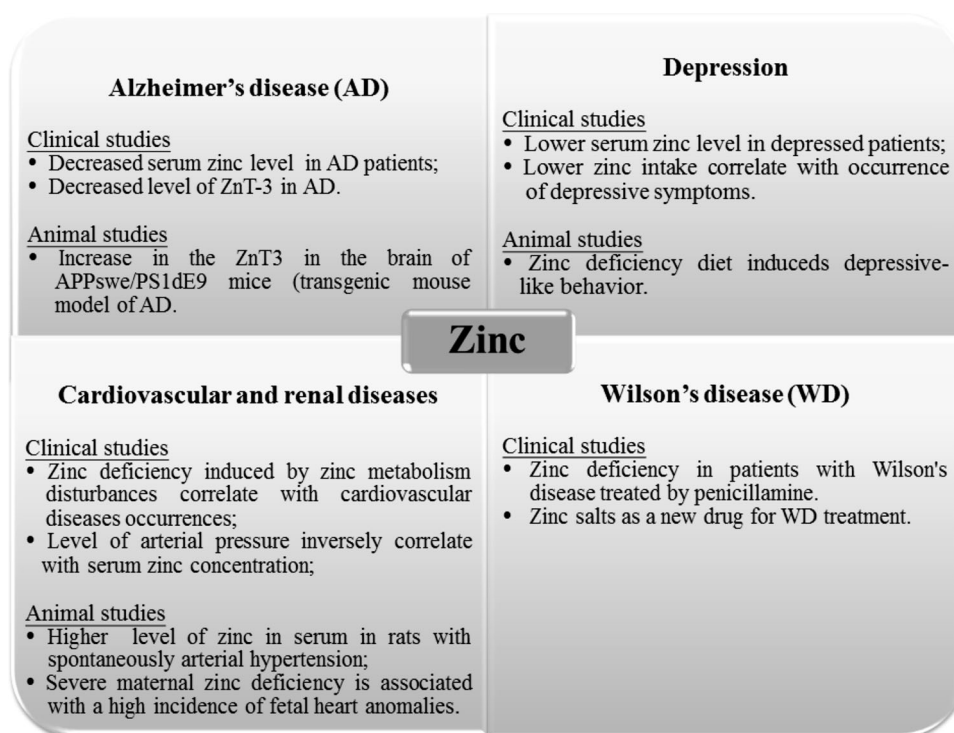 Alzheimer's disease (AD)
Clinical studies
• Decreased serum zinc level in AD patients;
• Decreased level of ZnT-3 in AD.
Animal studies
• Increase in the ZnT3 in the brain of
APPswe/PS1dE9 mice (transgenic mouse
model of AD.
Depression
Clinical studies
• Lower serum zinc level in depressed patients;
• Lower zinc intake correlate with occurrence
of depressive symptoms.
Animal studies
• Zinc deficiency diet induceds depressive-
like behavior.
Zinc
Cardiovascular and renal diseases
Clinical studies
• Zinc deficiency induced by zinc metabolism
disturbances correlate with cardiovascular
diseases occurrences;
• Level of arterial pressure inversely correlate
with serum zinc concentration;
Animal studies
• Higher level of zinc in serum in rats with
spontaneously arterial hypertension;
• Severe maternal zinc deficiency is associated
with a high incidence of fetal heart anomalies.
Wilson's disease (WD)
Clinical studies
• Zinc deficiency in patients with Wilson's
disease treated by penicillamine.
• Zinc salts as a new drug for WD treatment.